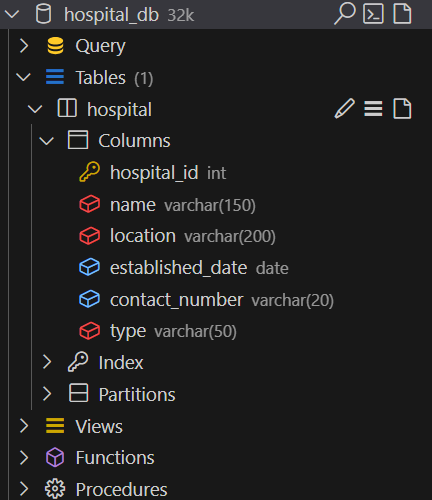 hospital_db 32k
Query
Tables (1)
hospital
Columns
hospital_id int
name varchar(150)
location varchar(200)
established_date date
contact_number varchar(20)
type varchar(50)
Index
Partitions
Views
Functions
Procedures